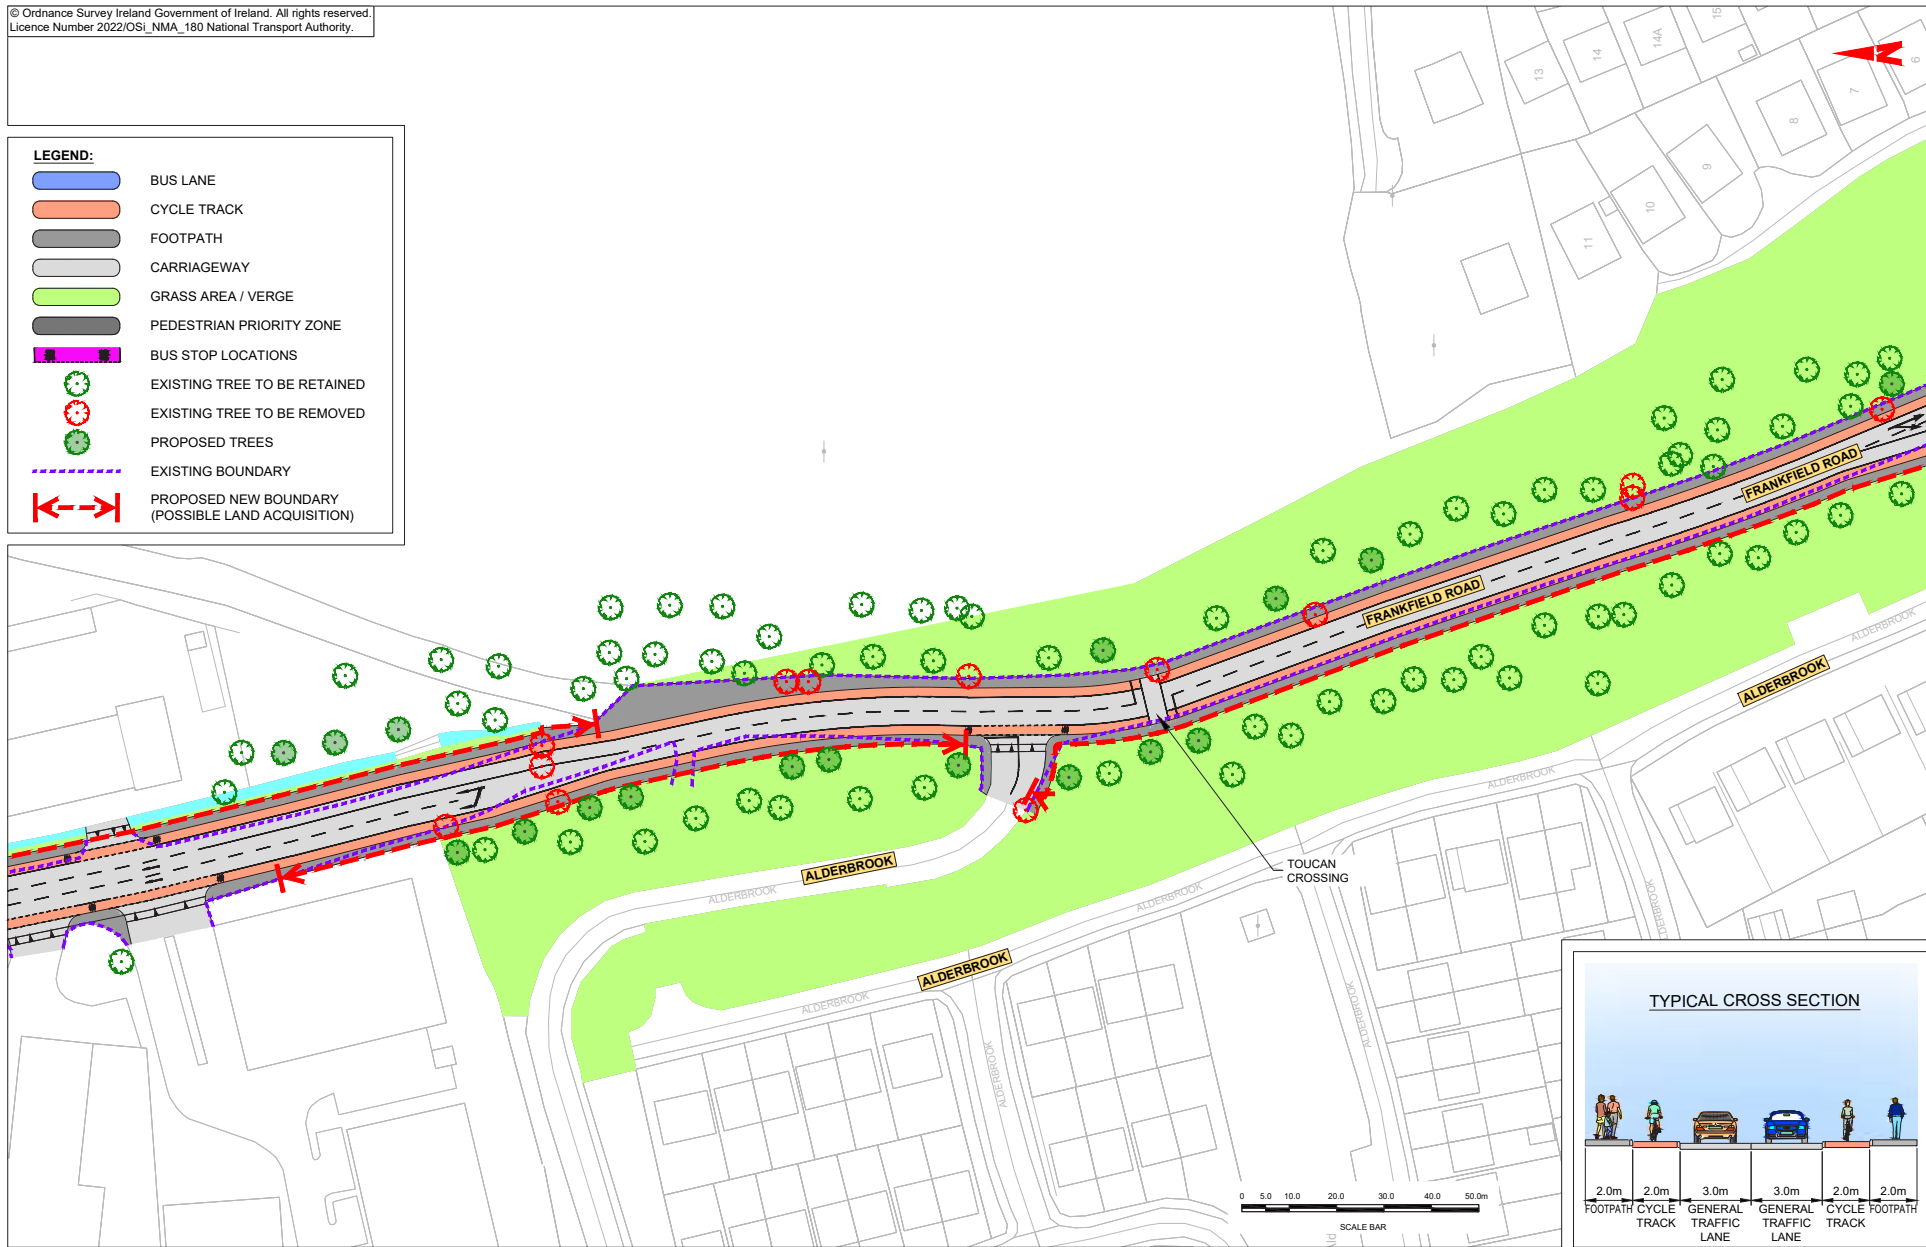 © Ordnance Survey Ireland Government of Ireland. All rights reserved.
Licence Number 2022/OSi_NMA_180 National Transport Authority.
LEGEND:
BUS LANE
CYCLE TRACK
FOOTPATH
CARRIAGEWAY
GRASS AREA / VERGE
PEDESTRIAN PRIORITY ZONE
BUS STOP LOCATIONS
EXISTING TREE TO BE RETAINED
EXISTING TREE TO BE REMOVED
PROPOSED TREES
EXISTING BOUNDARY
PROPOSED NEW BOUNDARY
(POSSIBLE LAND ACQUISITION)
13
14
14A
15
6
7
8
9
10
11
N
FRANKFIELD ROAD
FRANKFIELD ROAD
ALDERBROOK
ALDERBROOK
ALDERBROOK
ALDERBROOK
ALDERBROOK
TOUCAN
CROSSING
ALDERBROOK
ALDERBROOK
ALDERBROOK
ALDERBROOK
ALDERBROOK
ALDERBROOK
LDERBROOK
Ald
0 5.0 10.0 20.0 30.0 40.0 50.0m
SCALE BAR
TYPICAL CROSS SECTION
2.0m 2.0m 3.0m 3.0m 2.0m 2.0m
FOOTPATH CYCLE GENERAL GENERAL CYCLE FOOTPATH
TRACK TRAFFIC TRAFFIC TRACK
LANE LANE